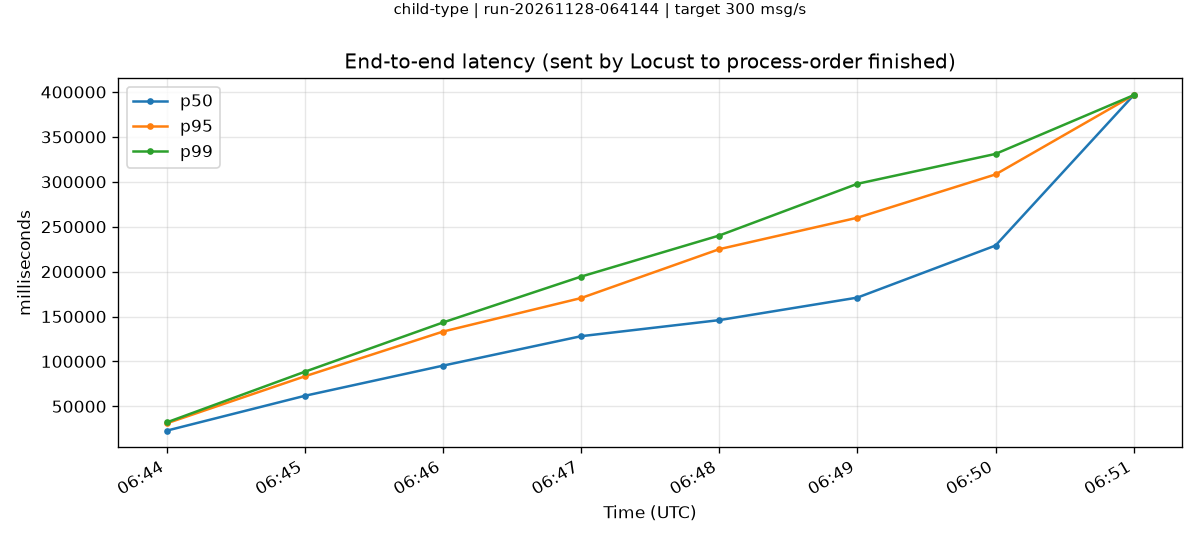 child-type | run-20261128-064144 | target 300 msg/s
End-to-end latency (sent by Locust to process-order finished)
p50
p95
p99
milliseconds
400000
350000
300000
250000
200000
150000
100000
50000
06:44
06:45
06:46
06:47
06:48
06:49
06:50
06:51
Time (UTC)